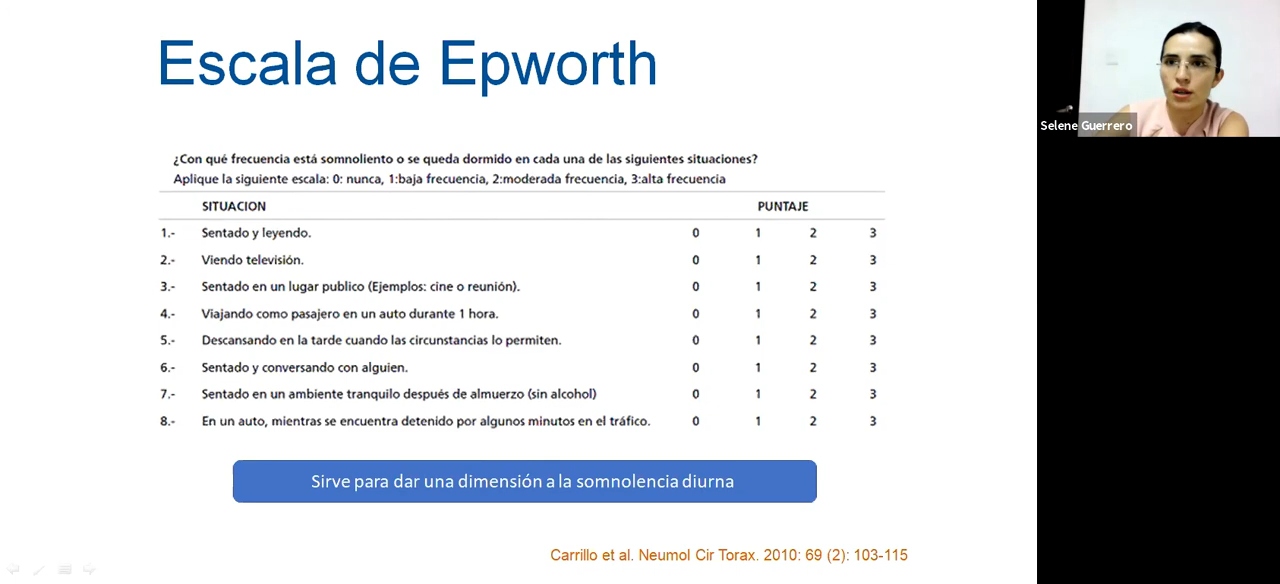 Escala de Epworth
¿Con qué frecuencia está somnoliento o se queda dormido en cada una de las siguientes situaciones?
Aplique la siguiente escala: 0: nunca, 1:baja frecuencia, 2:moderada frecuencia, 3:alta frecuencia
SITUACION PUNTAJE
1.- Sentado y leyendo. 0 1 2 3
2.- Viendo televisión. 0 1 2 3
3.- Sentado en un lugar publico (Ejemplos: cine o reunión). 0 1 2 3
4.- Viajando como pasajero en un auto durante 1 hora. 0 1 2 3
5.- Descansando en la tarde cuando las circunstancias lo permiten. 0 1 2 3
6.- Sentado y conversando con alguien. 0 1 2 3
7.- Sentado en un ambiente tranquilo después de almuerzo (sin alcohol) 0 1 2 3
8.- En un auto, mientras se encuentra detenido por algunos minutos en el tráfico. 0 1 2 3
Sirve para dar una dimensión a la somnolencia diurna
Carrillo et al. Neumol Cir Torax. 2010: 69 (2): 103-115
Selene Guerrero